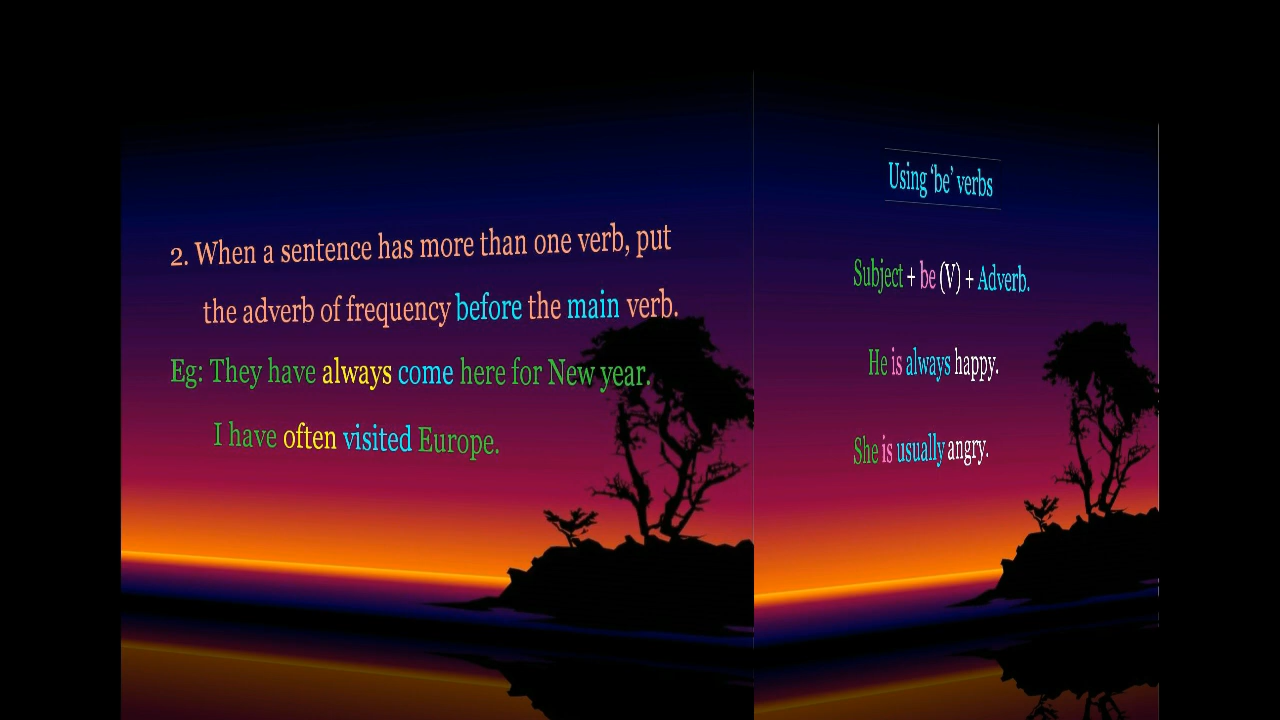 2. When a sentence has more than one verb, put
the adverb of frequency before the main verb.
Eg: They have always come here for New year.
I have often visited Europe.
Using ‘be’ verbs
Subject + be (V) + Adverb.
He is always happy.
She is usually angry.